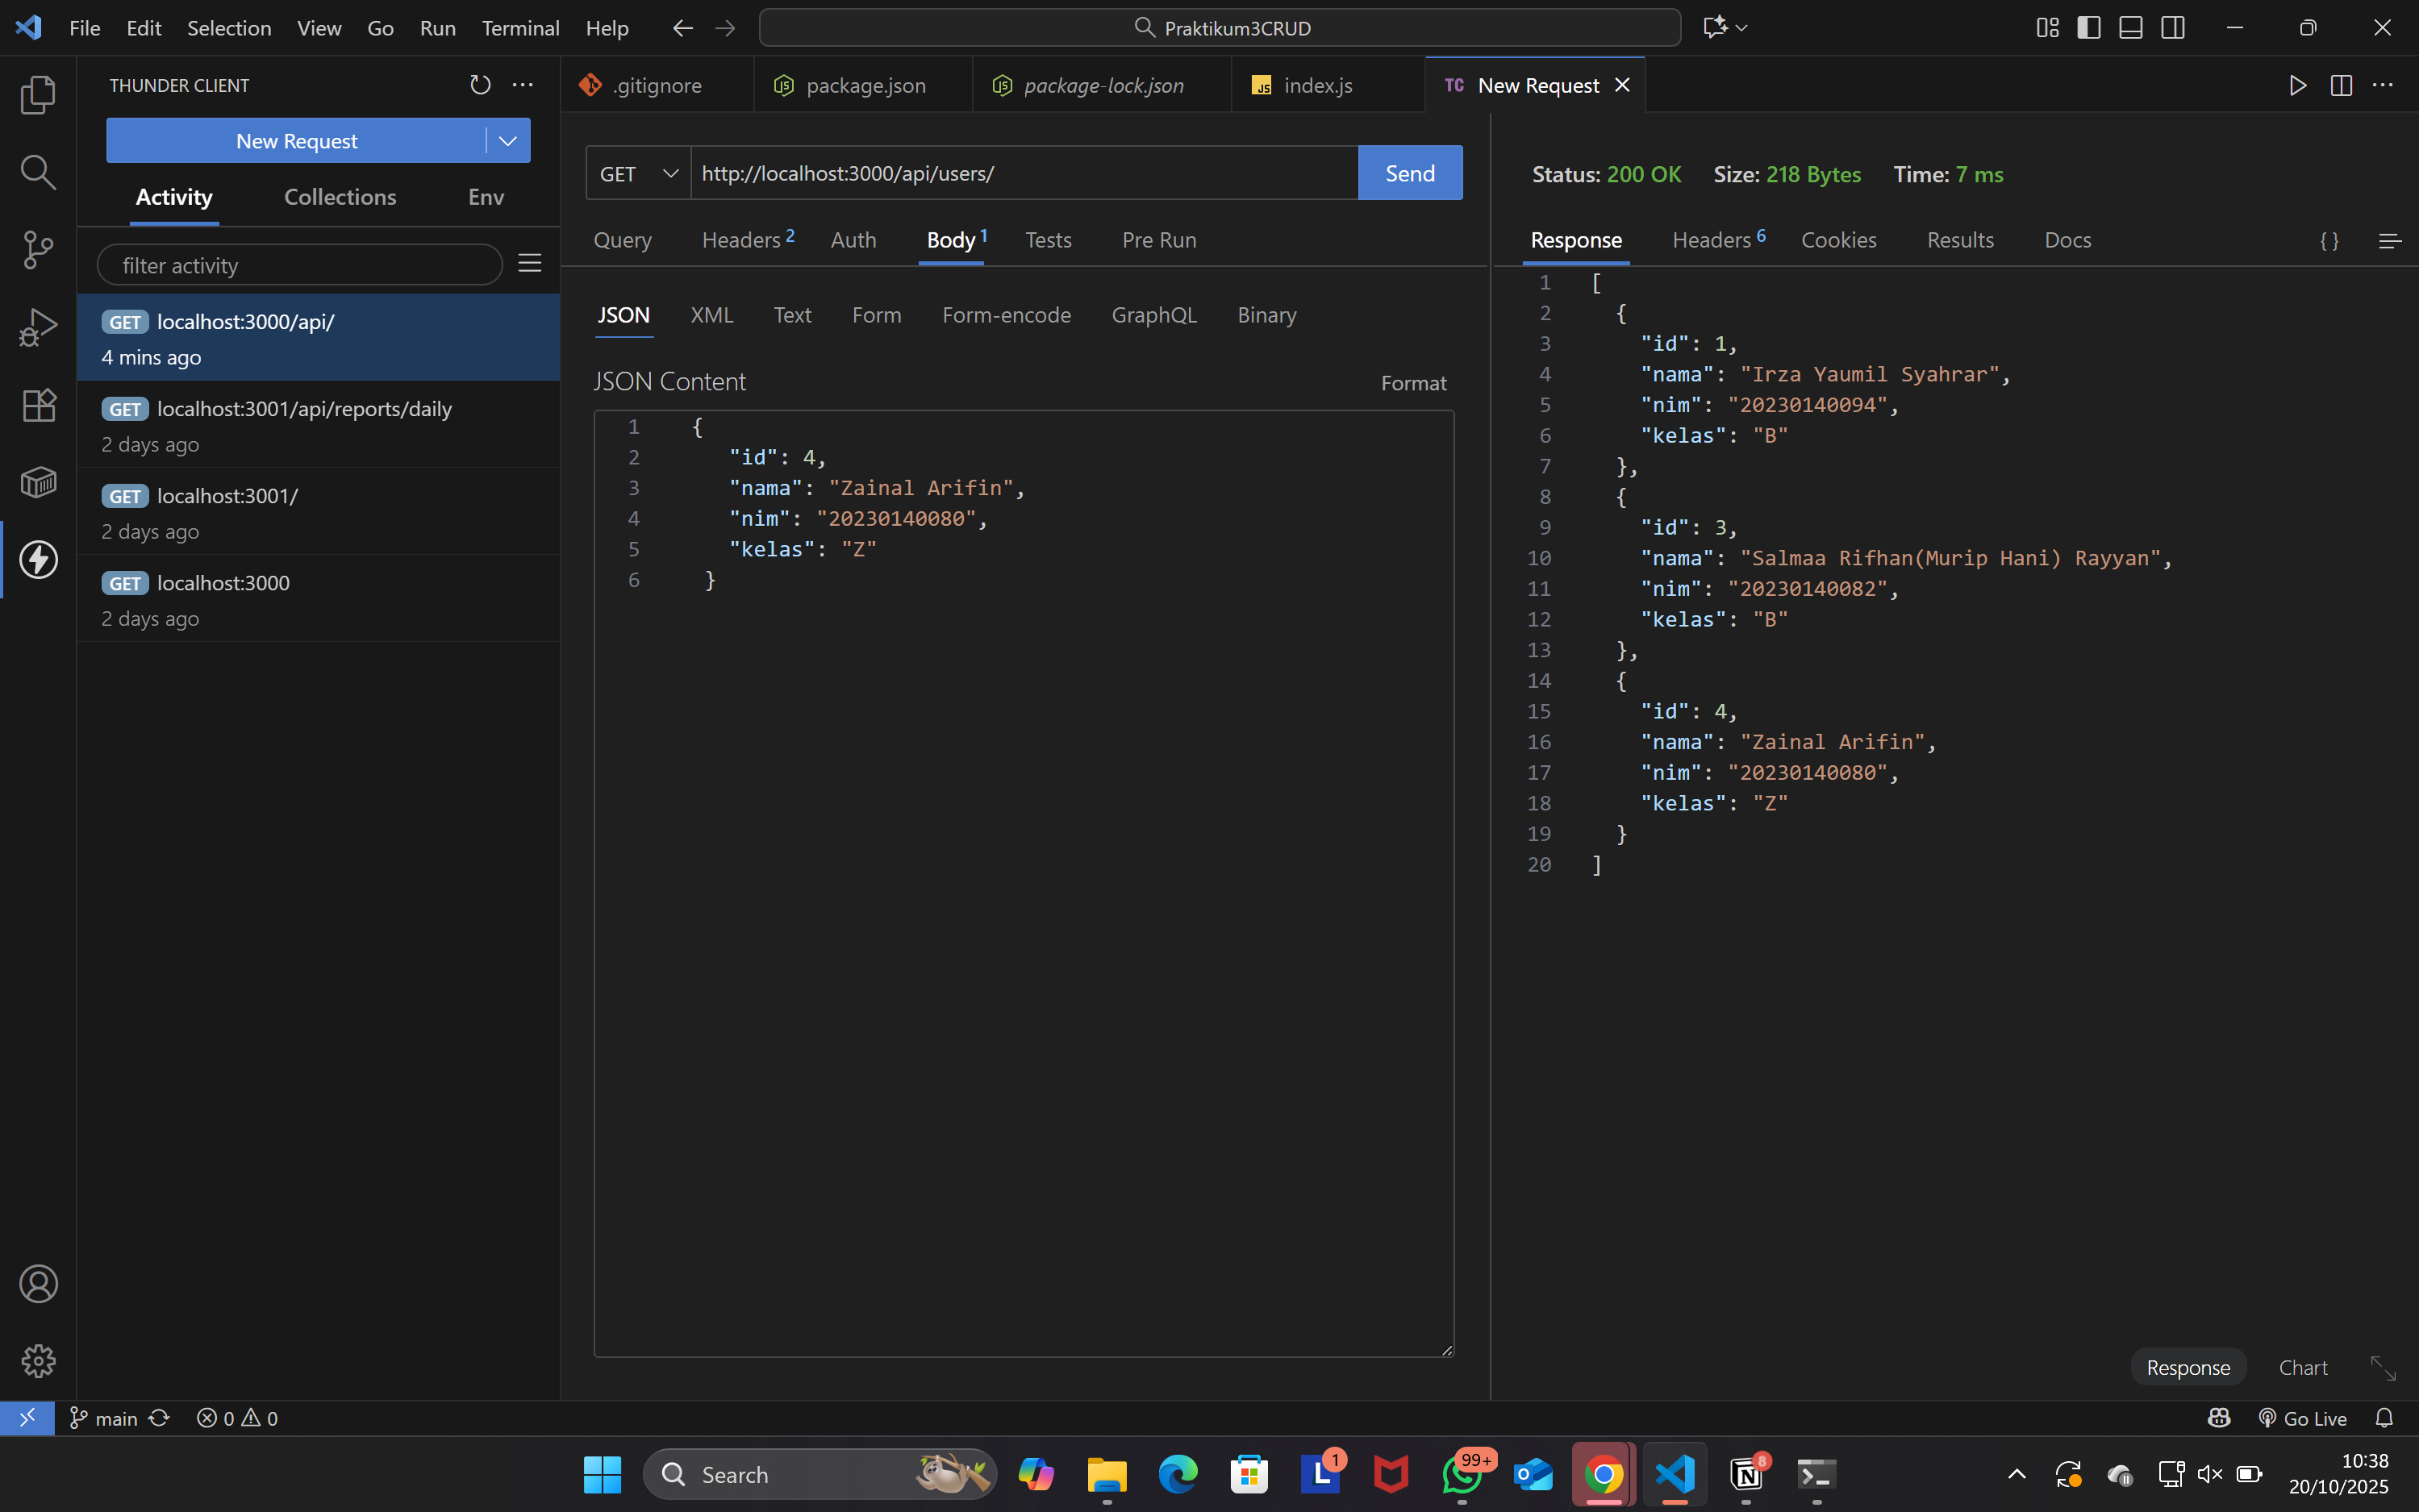 File Edit Selection View Go Run Terminal Help
Praktikum3CRUD
THUNDER CLIENT
New Request
Activity Collections Env
filter activity
GET localhost:3000/api/
4 mins ago
GET localhost:3001/api/reports/daily
2 days ago
GET localhost:3001/
2 days ago
GET localhost:3000
2 days ago
.gitignore package.json package-lock.json index.js TC New Request
GET http://localhost:3000/api/users/ Send
Query Headers 2 Auth Body 1 Tests Pre Run
JSON XML Text Form Form-encode GraphQL Binary
JSON Content Format
1 {
2 "id": 4,
3 "nama": "Zainal Arifin",
4 "nim": "20230140080",
5 "kelas": "Z"
6 }
Status: 200 OK Size: 218 Bytes Time: 7 ms
Response Headers 6 Cookies Results Docs { }
1 [
2 {
3 "id": 1,
4 "nama": "Irza Yaumil Syahrar",
5 "nim": "20230140094",
6 "kelas": "B"
7 },
8 {
9 "id": 3,
10 "nama": "Salmaa Rifhan(Murip Hani) Rayyan",
11 "nim": "20230140082",
12 "kelas": "B"
13 },
14 {
15 "id": 4,
16 "nama": "Zainal Arifin",
17 "nim": "20230140080",
18 "kelas": "Z"
19 }
20 ]
Response Chart
main 0 0 Go Live
Search L 1 99+ 8 10:38
20/10/2025